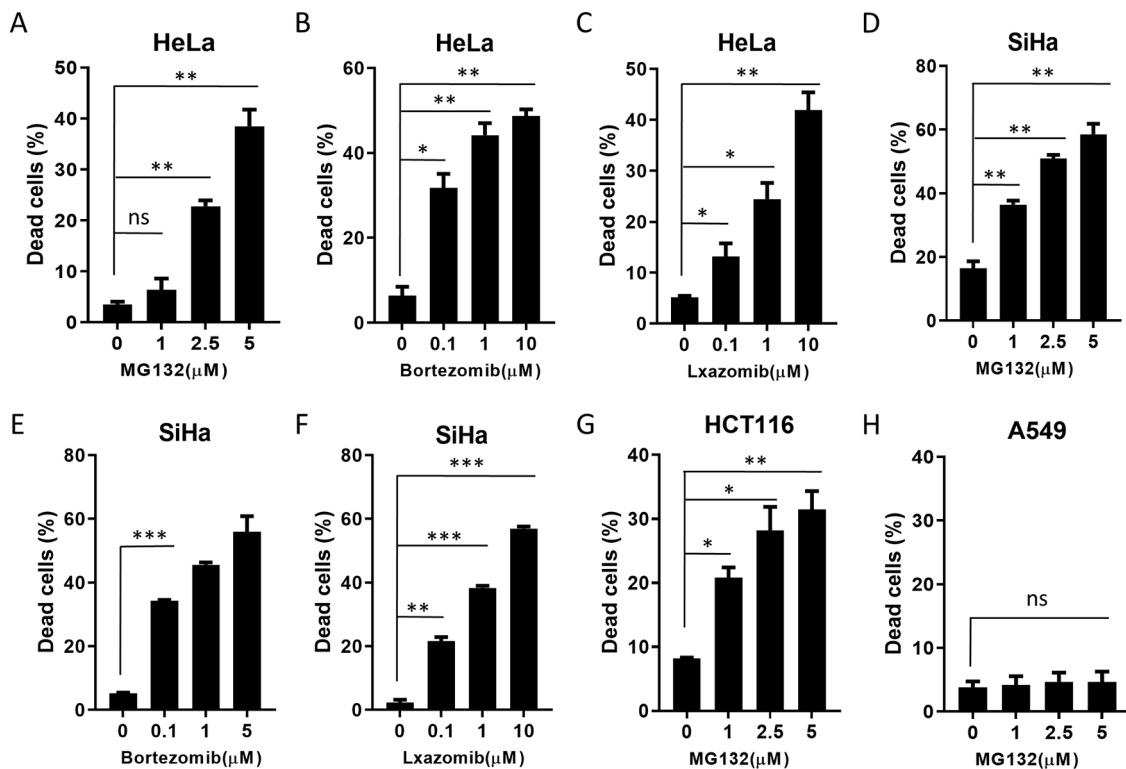 A
HeLa
Dead cells (%)
50
40
30
20
10
0
**
**
ns
0 1 2.5 5
MG132(μM)
B
HeLa
Dead cells (%)
60
40
20
0
**
**
*
0 0.1 1 10
Bortezomib(μM)
C
HeLa
Dead cells (%)
50
40
30
20
10
0
**
*
*
0 0.1 1 10
Lxazomib(μM)
D
SiHa
Dead cells (%)
80
60
40
20
0
**
**
**
0 1 2.5 5
MG132(μM)
E
SiHa
Dead cells (%)
80
60
40
20
0
***
0 0.1 1 5
Bortezomib(μM)
F
SiHa
Dead cells (%)
80
60
40
20
0
***
***
**
0 0.1 1 10
Lxazomib(μM)
G
HCT116
Dead cells (%)
40
30
20
10
0
**
*
*
0 1 2.5 5
MG132(μM)
H
A549
Dead cells (%)
40
30
20
10
0
ns
0 1 2.5 5
MG132(μM)